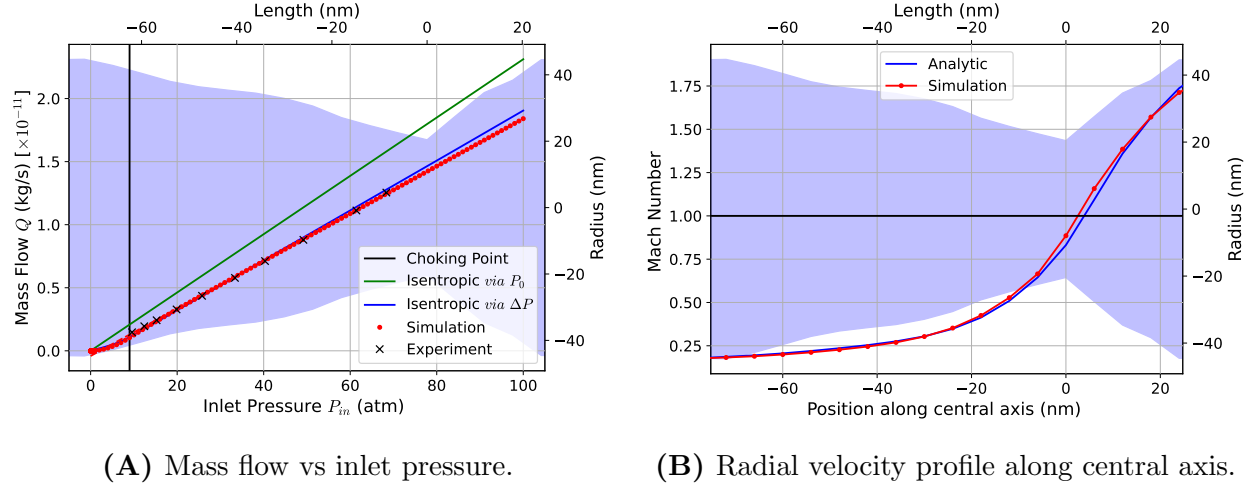 Length (nm)
−60 −40 −20 0 20
Mass Flow Q (kg/s) [×10⁻¹¹]
2.0
1.5
1.0
0.5
0.0
40
20
0
−20
−40
Radius (nm)
Choking Point
Isentropic via P₀
Isentropic via ΔP
Simulation
Experiment
0 20 40 60 80 100
Inlet Pressure Pᵢₙ (atm)
(A) Mass flow vs inlet pressure.
Length (nm)
−60 −40 −20 0 20
Mach Number
1.75
1.50
1.25
1.00
0.75
0.50
0.25
Analytic
Simulation
40
20
0
−20
−40
Radius (nm)
−60 −40 −20 0 20
Position along central axis (nm)
(B) Radial velocity profile along central axis.